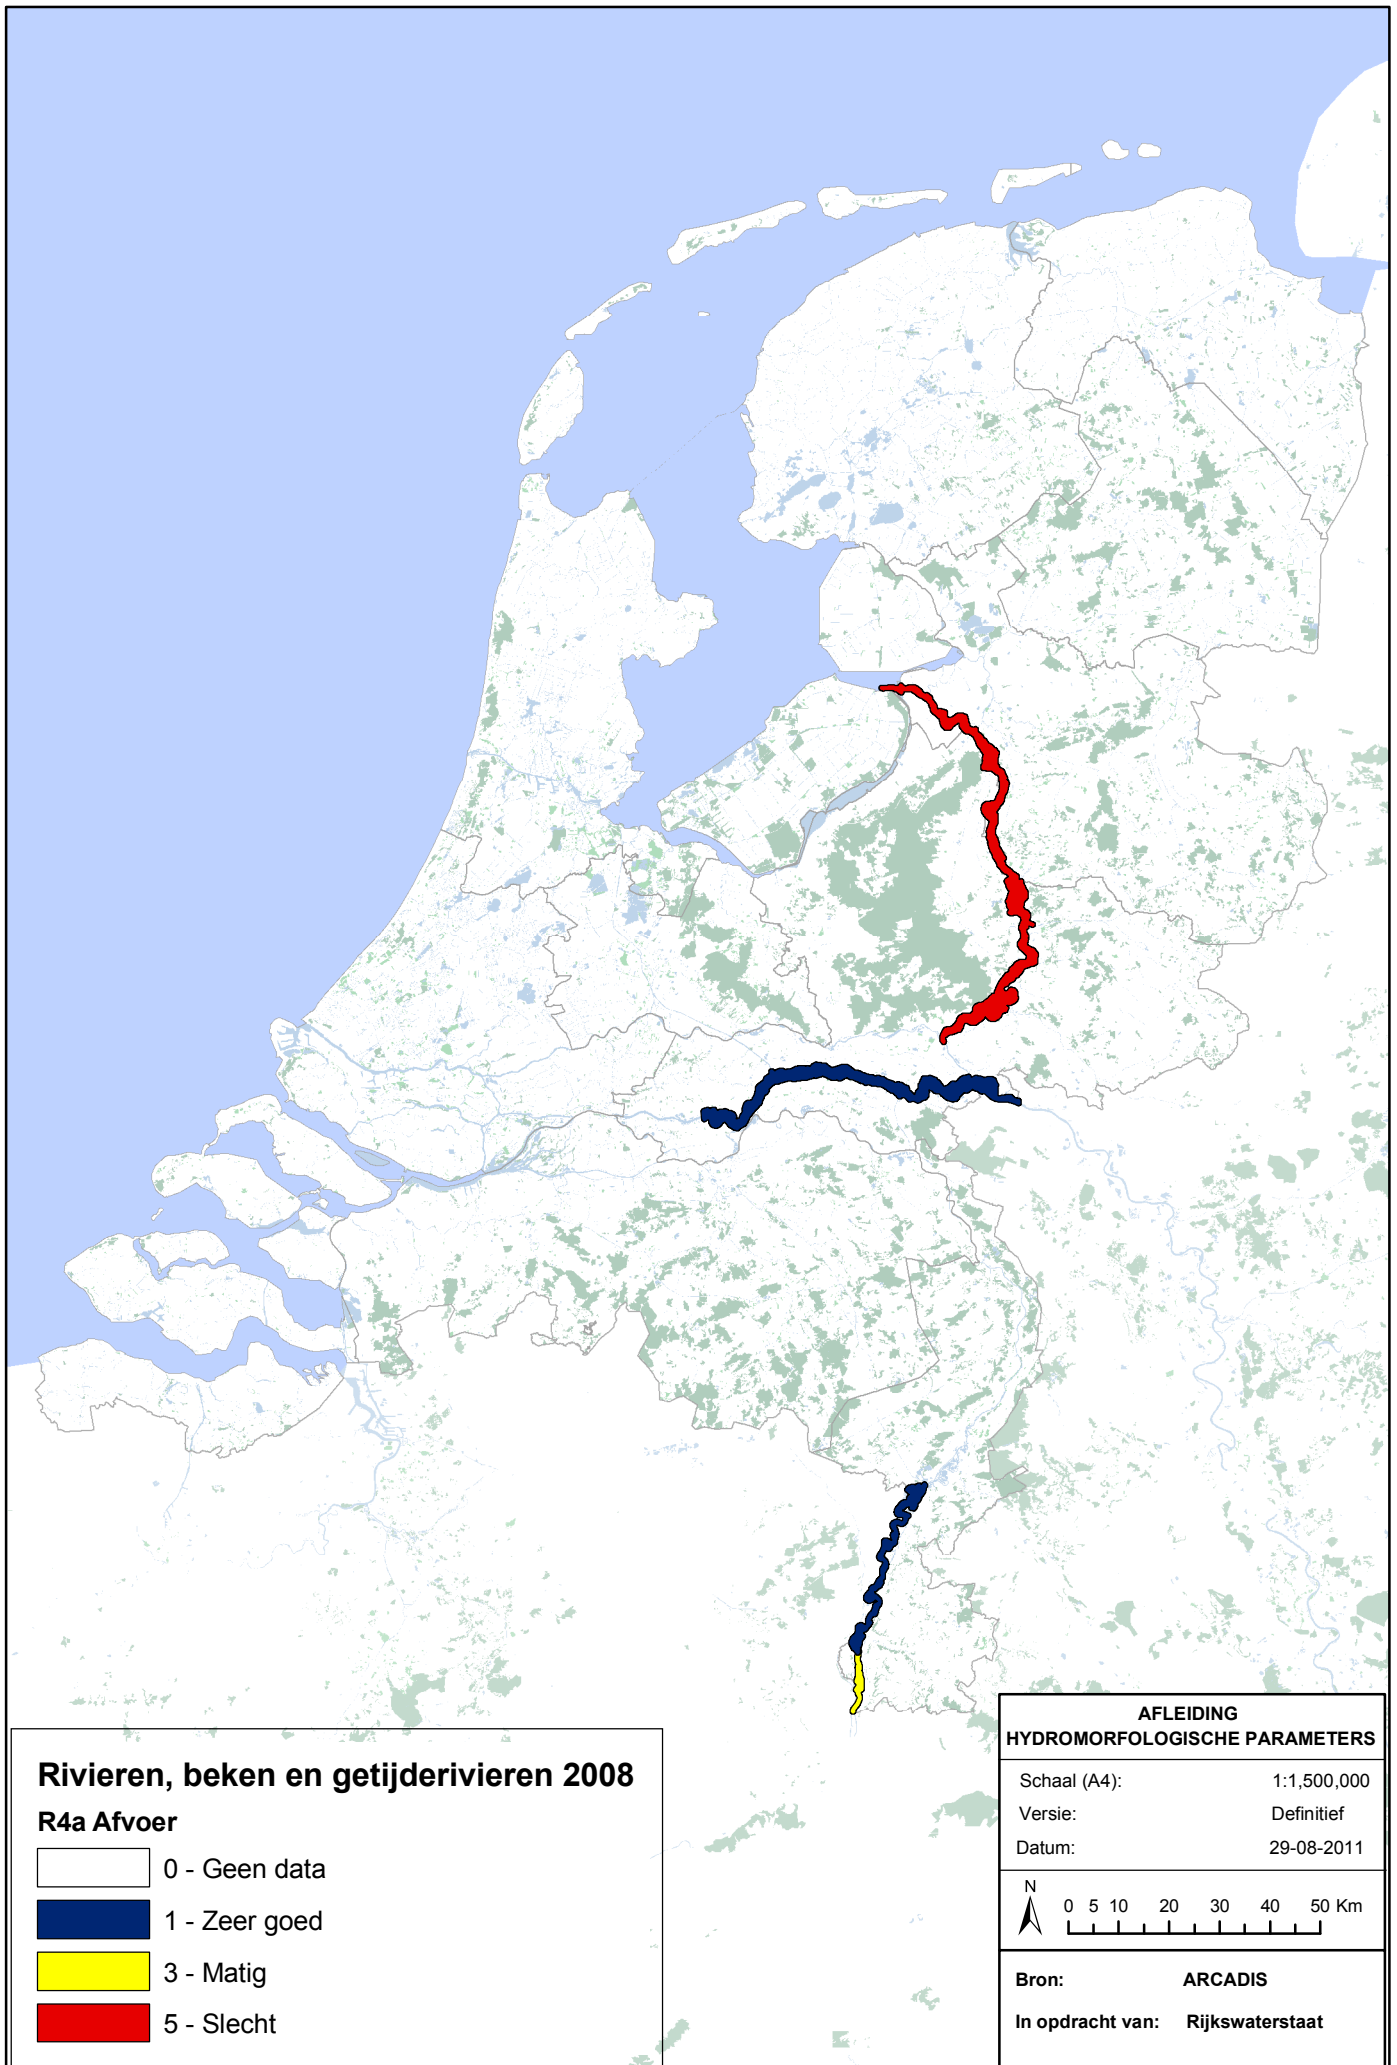 Rivieren, beken en getijderivieren 2008
R4a Afvoer
0 - Geen data
1 - Zeer goed
3 - Matig
5 - Slecht
AFLEIDING
HYDROMORFOLOGISCHE PARAMETERS
Schaal (A4): 1:1,500,000
Versie: Definitief
Datum: 29-08-2011
N
0 5 10 20 30 40 50 Km
Bron: ARCADIS
In opdracht van: Rijkswaterstaat